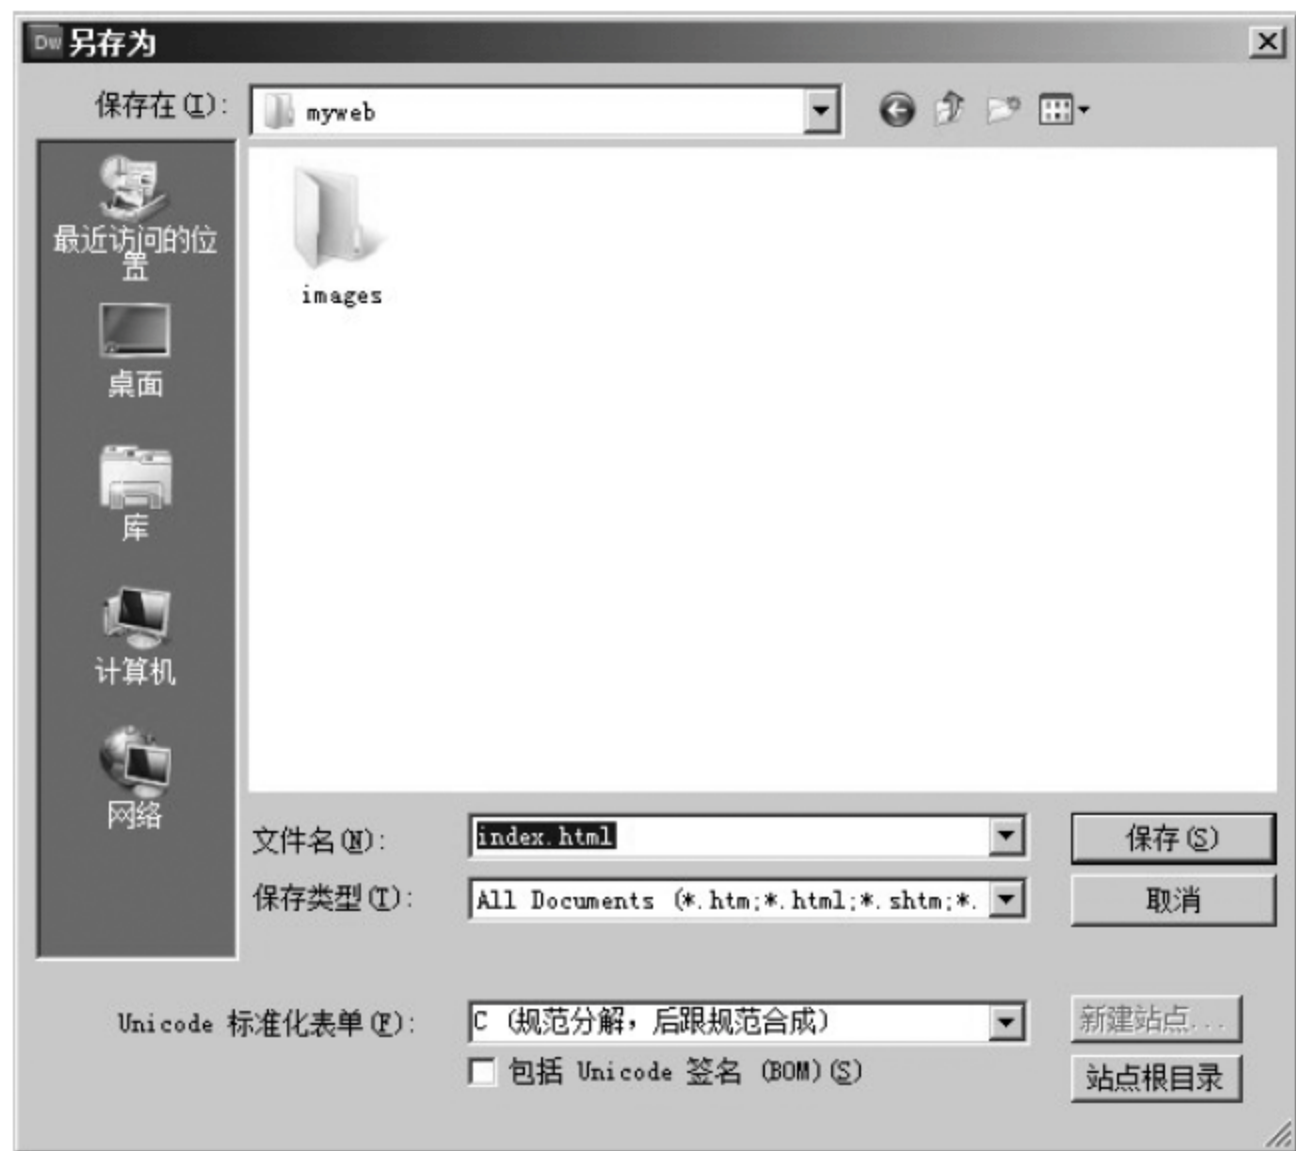 Dw 另存为
保存在(I):
myweb
最近访问的位
置
images
桌面
库
计算机
网络
文件名(N):
index.html
保存(S)
保存类型(T):
All Documents (*.htm;*.html;*.shtm;*.
取消
Unicode 标准化表单(F):
C (规范分解，后跟规范合成)
新建站点...
包括 Unicode 签名 (BOM)(S)
站点根目录